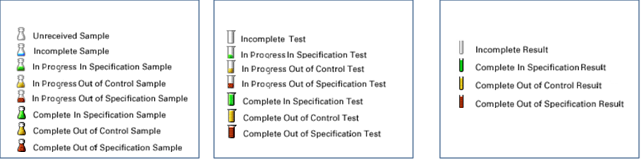 Unreceived Sample
Incomplete Sample
In Progress In Specification Sample
In Progress Out of Control Sample
In Progress Out of Specification Sample
Complete In Specification Sample
Complete Out of Control Sample
Complete Out of Specification Sample
Incomplete Test
In Progress In Specification Test
In Progress Out of Control Test
In Progress Out of Specification Test
Complete In Specification Test
Complete Out of Control Test
Complete Out of Specification Test
Incomplete Result
Complete In Specification Result
Complete Out of Control Result
Complete Out of Specification Result